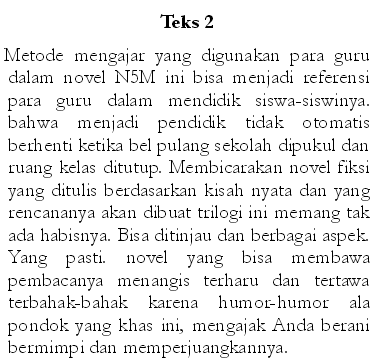 Teks 2
Metode mengajar yang digunakan para guru
dalam novel N5M ini bisa menjadi referensi
para guru dalam mendidik siswa-siswinya.
bahwa menjadi pendidik tidak otomatis
berhenti ketika bel pulang sekolah dipukul dan
ruang kelas ditutup. Membicarakan novel fiksi
yang ditulis berdasarkan kisah nyata dan yang
rencananya akan dibuat trilogi ini memang tak
ada habisnya. Bisa ditinjau dan berbagai aspek.
Yang pasti. novel yang bisa membawa
pembacanya menangis terharu dan tertawa
terbahak-bahak karena humor-humor ala
pondok yang khas ini, mengajak Anda berani
bermimpi dan memperjuangkannya.